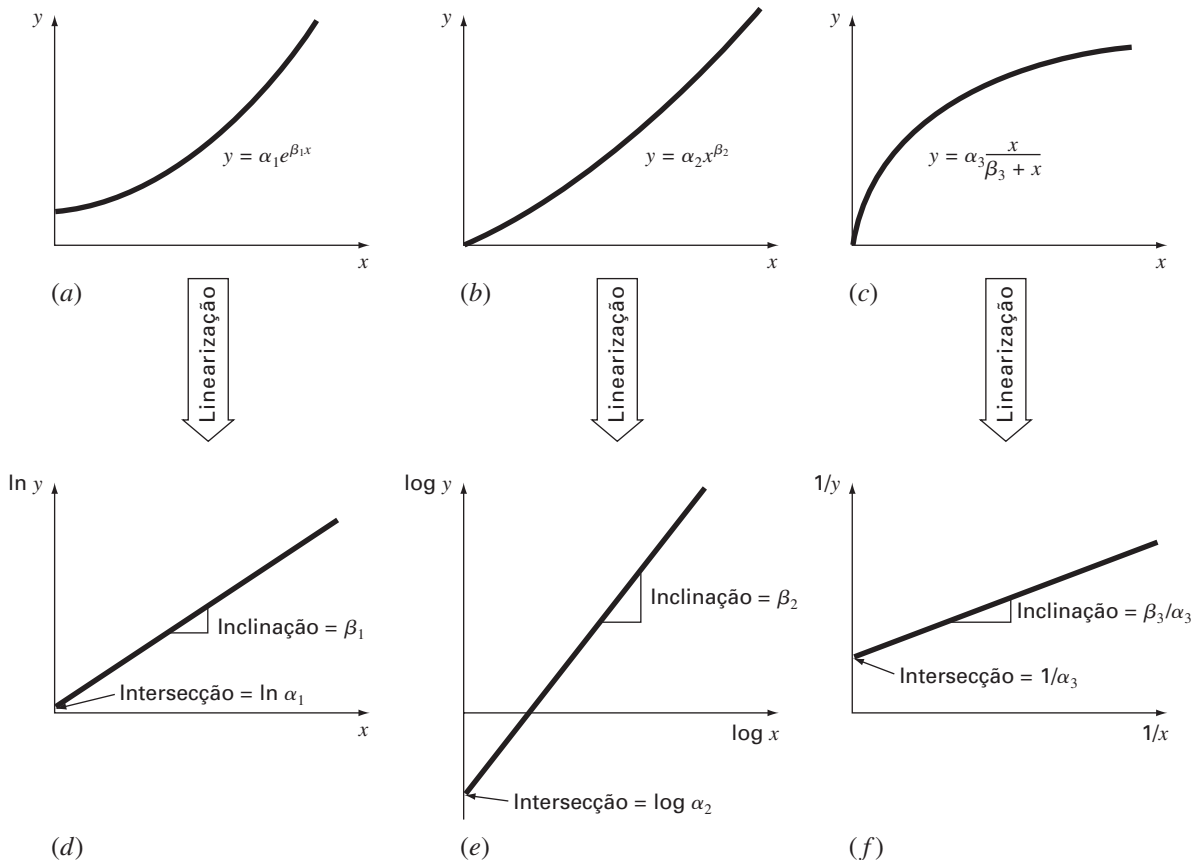 y
y = α₁e^{β₁x}
x
(a)
y
y = α₂x^{β₂}
x
(b)
y
y = α₃ x / (β₃ + x)
x
(c)
Linearização
Linearização
Linearização
ln y
Inclinação = β₁
Intersecção = ln α₁
x
(d)
log y
Inclinação = β₂
log x
Intersecção = log α₂
(e)
1/y
Inclinação = β₃/α₃
Intersecção = 1/α₃
1/x
(f)